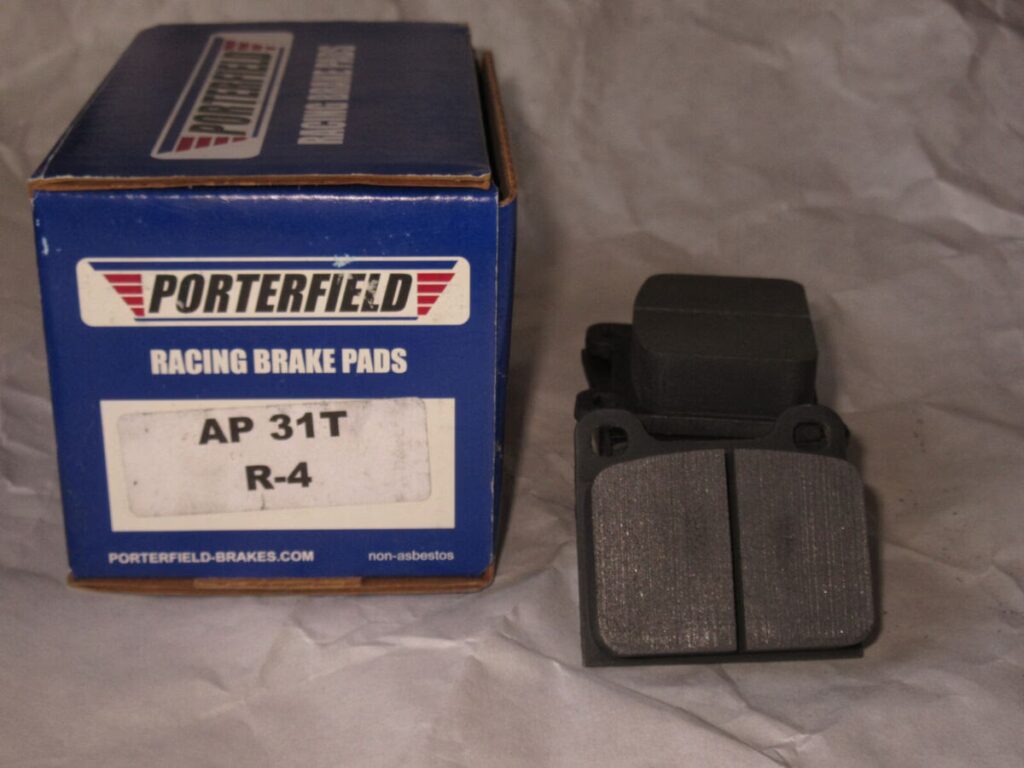 PORTERFIELD
RACING BRAKE PADS
PORTERFIELD
RACING BRAKE PADS
AP 31T
R-4
PORTERFIELD-BRAKES.COM non-asbestos